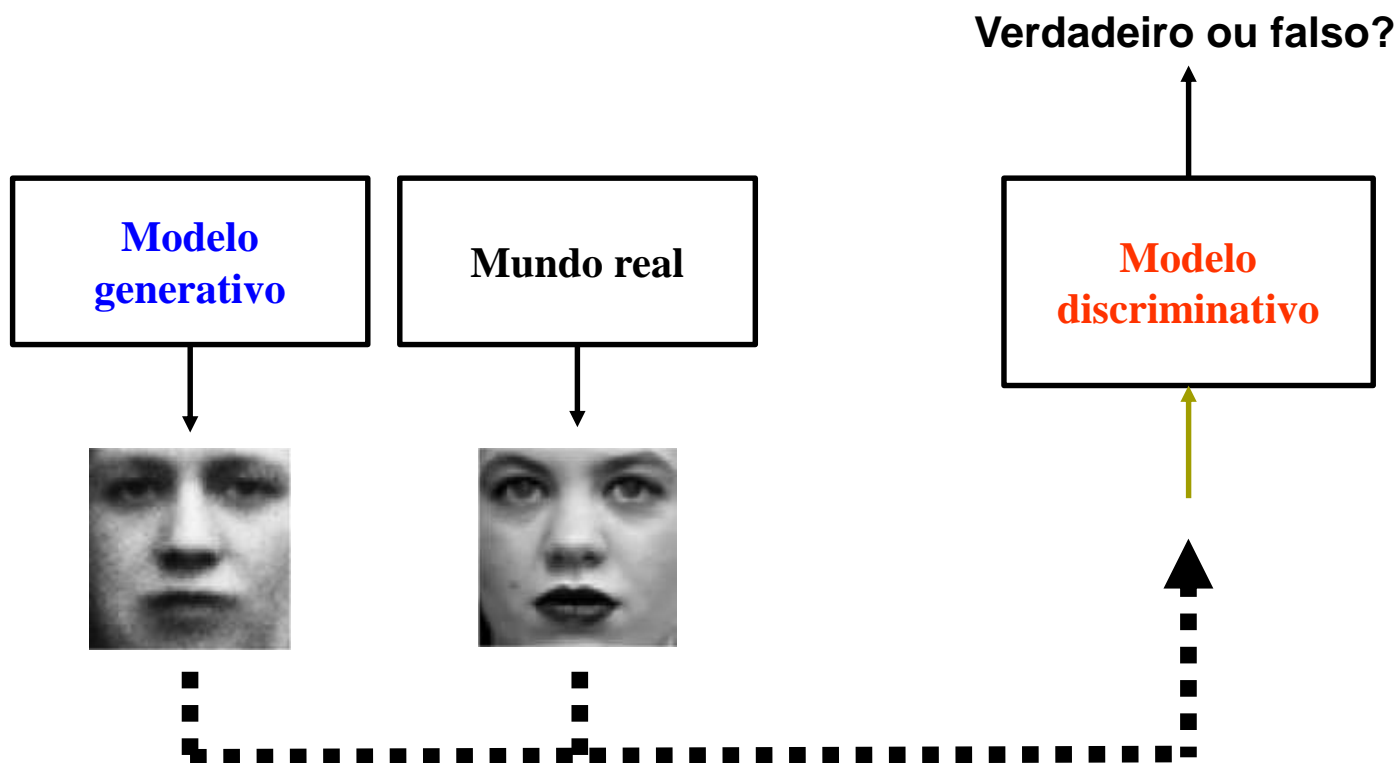 Verdadeiro ou falso?
Modelo
generativo
Mundo real
Modelo
discriminativo